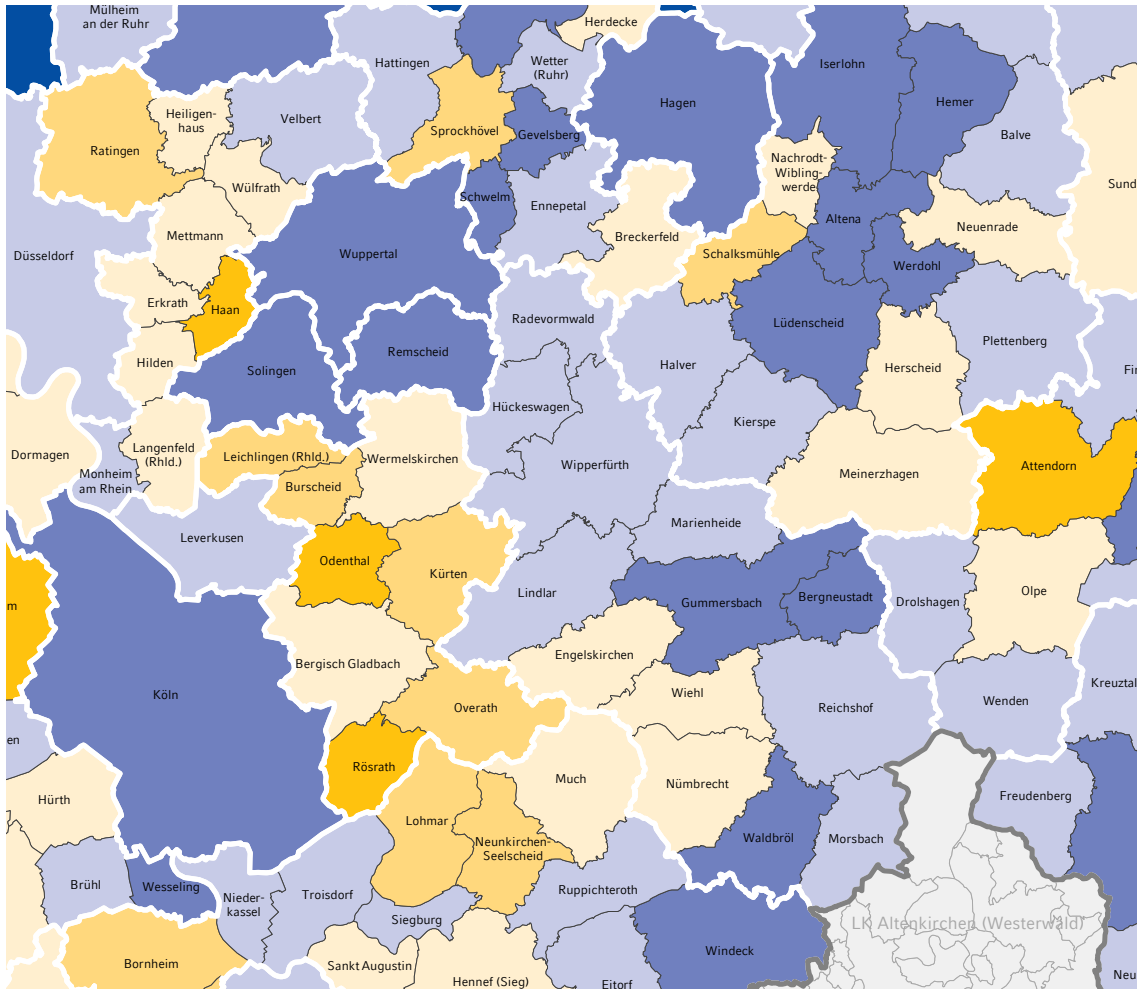 Mülheim
an der Ruhr
Herdecke
Hattingen
Wetter
(Ruhr)
Iserlohn
Hagen
Hemer
Heiligen-
haus
Velbert
Sprockhövel
Gevelsberg
Balve
Ratingen
Nachrodt-
Wibling-
werde
Wülfrath
Sund
Schwelm
Ennepetal
Altena
Mettmann
Breckerfeld
Neuenrade
Düsseldorf
Wuppertal
Schalksmühle
Werdohl
Erkrath
Haan
Radevormwald
Lüdenscheid
Plettenberg
Remscheid
Hilden
Solingen
Halver
Herscheid
Fin
Hückeswagen
Kierspe
Langenfeld
(Rhld.)
Dormagen
Leichlingen (Rhld.)
Wermelskirchen
Wipperfürth
Attendorn
Monheim
am Rhein
Burscheid
Meinerzhagen
Marienheide
Leverkusen
Odenthal
Kürten
Lindlar
Gummersbach
Bergneustadt
Drolshagen
Olpe
m
Engelskirchen
Bergisch Gladbach
Köln
Wiehl
Kreuztal
Overath
Reichshof
Wenden
en
Rösrath
Much
Nümbrecht
Hürth
Freudenberg
Lohmar
Neunkirchen-
Seelscheid
Waldbröl
Morsbach
Brühl
Wesseling
Nieder-
kassel
Troisdorf
Ruppichteroth
Siegburg
LK Altenkirchen (Westerwald)
Windeck
Bornheim
Sankt Augustin
Hennef (Sieg)
Eitorf
Neu